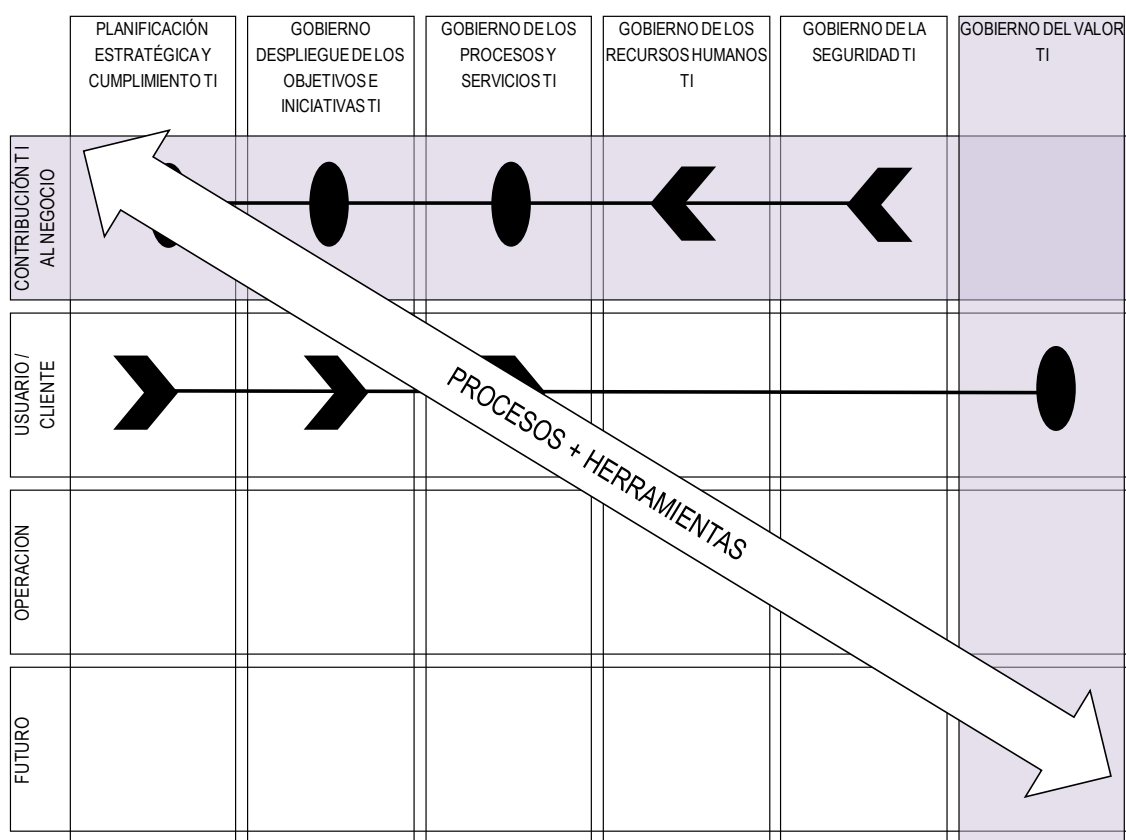 PLANIFICACIÓN
ESTRATÉGICA Y
CUMPLIMIENTO TI
GOBIERNO
DESPLIEGUE DE LOS
OBJETIVOS E
INICIATIVAS TI
GOBIERNO DE LOS
PROCESOS Y
SERVICIOS TI
GOBIERNO DE LOS
RECURSOS HUMANOS
TI
GOBIERNO DE LA
SEGURIDAD TI
GOBIERNO DEL VALOR
TI
CONTRIBUCIÓN T I
AL NEGOCIO
USUARIO /
CLIENTE
OPERACION
FUTURO
PROCESOS + HERRAMIENTAS